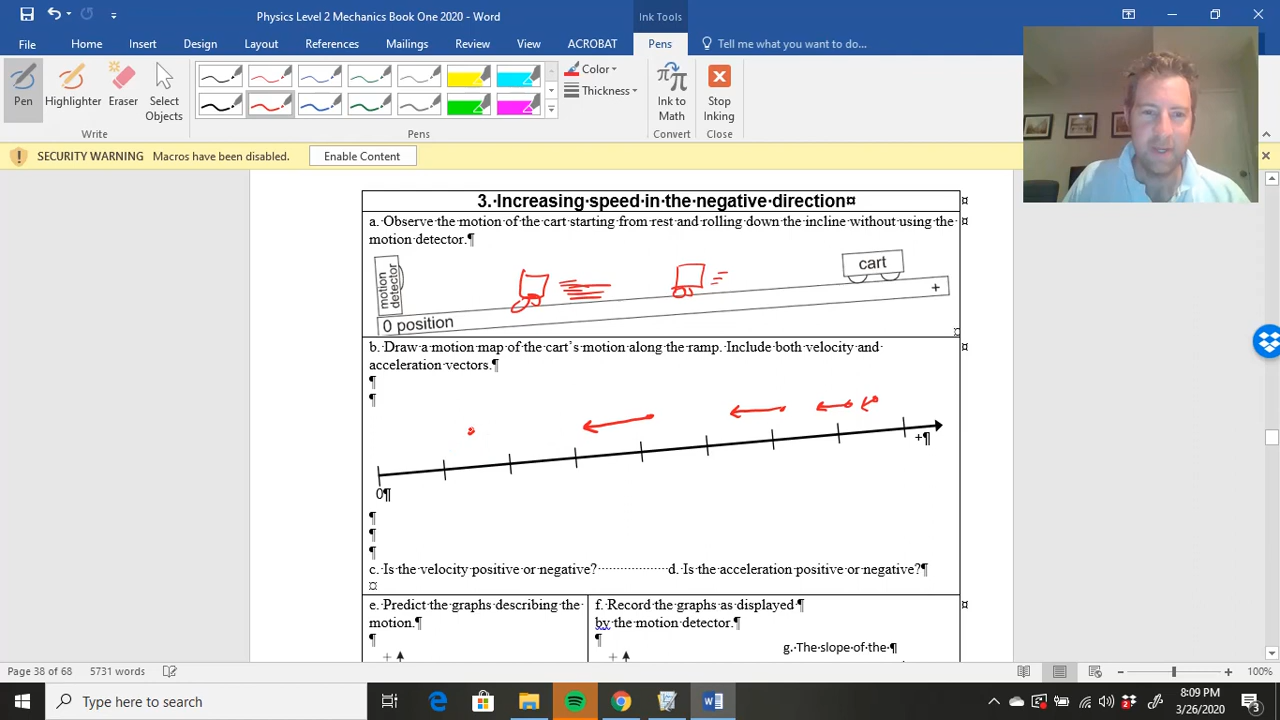 Physics Level 2 Mechanics Book One 2020 - Word
Ink Tools
File Home Insert Design Layout References Mailings Review View ACROBAT Pens Tell me what you want to do...
Pen
Highlighter
Eraser
Select Objects
Color
Thickness
Ink to Math
Stop Inking
Write
Pens
Convert
Close
SECURITY WARNING Macros have been disabled. Enable Content
3.·Increasing·speed·in·the·negative·direction¤
a.·Observe·the·motion·of·the·cart·starting·from·rest·and·rolling·down·the·incline·without·using·the·
motion·detector.¶
motion detector
cart
+
0 position
¤
b.·Draw·a·motion·map·of·the·cart's·motion·along·the·ramp.·Include·both·velocity·and·
acceleration·vectors.¶
¶
¶
+¶
0¶
¶
¶
¶
c.·Is·the·velocity·positive·or·negative?···················d.·Is·the·acceleration·positive·or·negative?¶
¤
e.·Predict·the·graphs·describing·the·
motion.¶
¶
+
f.·Record·the·graphs·as·displayed·¶
by·the·motion·detector.¶
¶
+
g.·The·slope·of·the·¶
Page 38 of 68 5731 words 100%
Type here to search
8:09 PM
3/26/2020